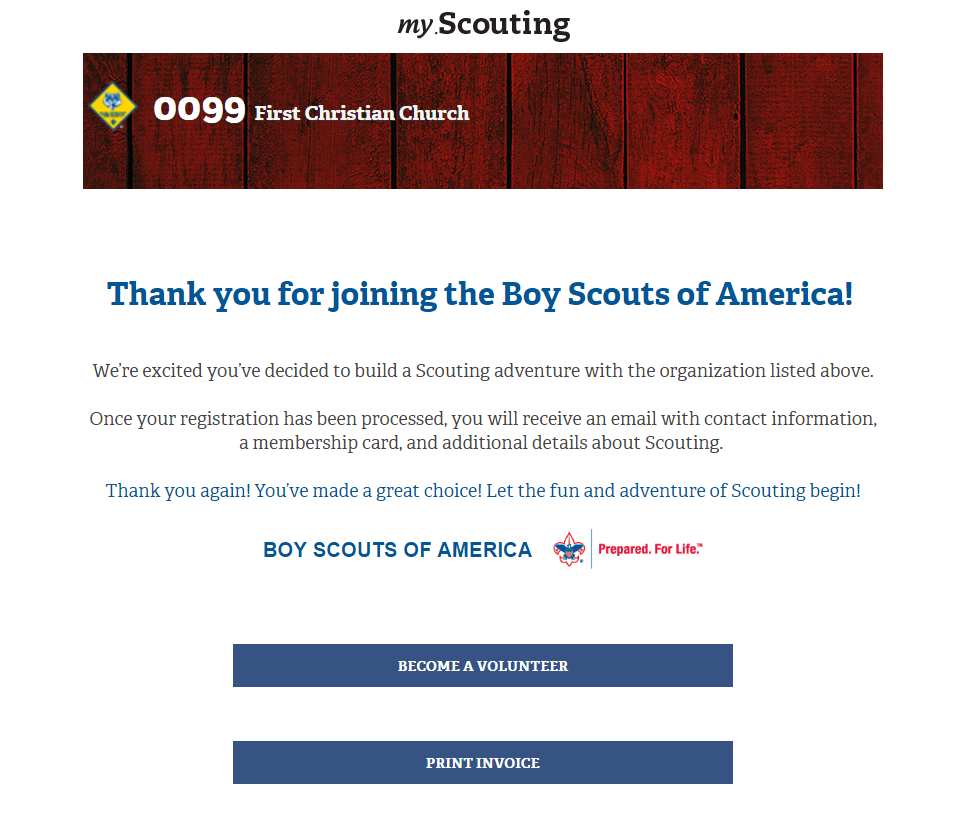 my.Scouting
0099 First Christian Church
Thank you for joining the Boy Scouts of America!
We're excited you've decided to build a Scouting adventure with the organization listed above.
Once your registration has been processed, you will receive an email with contact information,
a membership card, and additional details about Scouting.
Thank you again! You've made a great choice! Let the fun and adventure of Scouting begin!
BOY SCOUTS OF AMERICA
Prepared. For Life.™
BECOME A VOLUNTEER
PRINT INVOICE